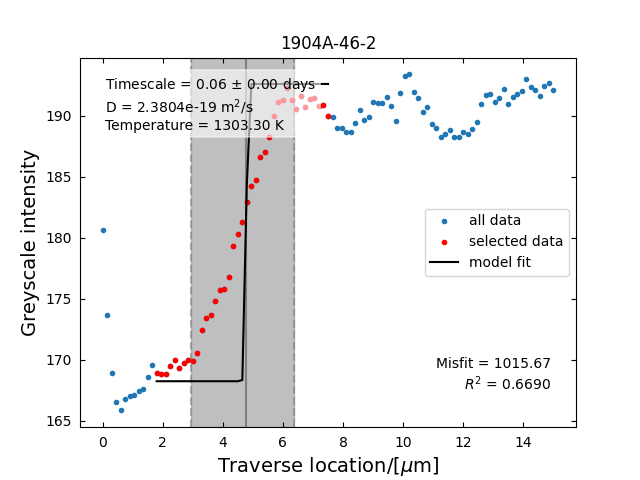 1904A-46-2
Timescale = 0.06 ± 0.00 days
D = 2.3804e-19 m²/s
Temperature = 1303.30 K
190
185
180
175
170
165
Greyscale intensity
all data
selected data
model fit
Misfit = 1015.67
R² = 0.6690
0 2 4 6 8 10 12 14
Traverse location/[μm]